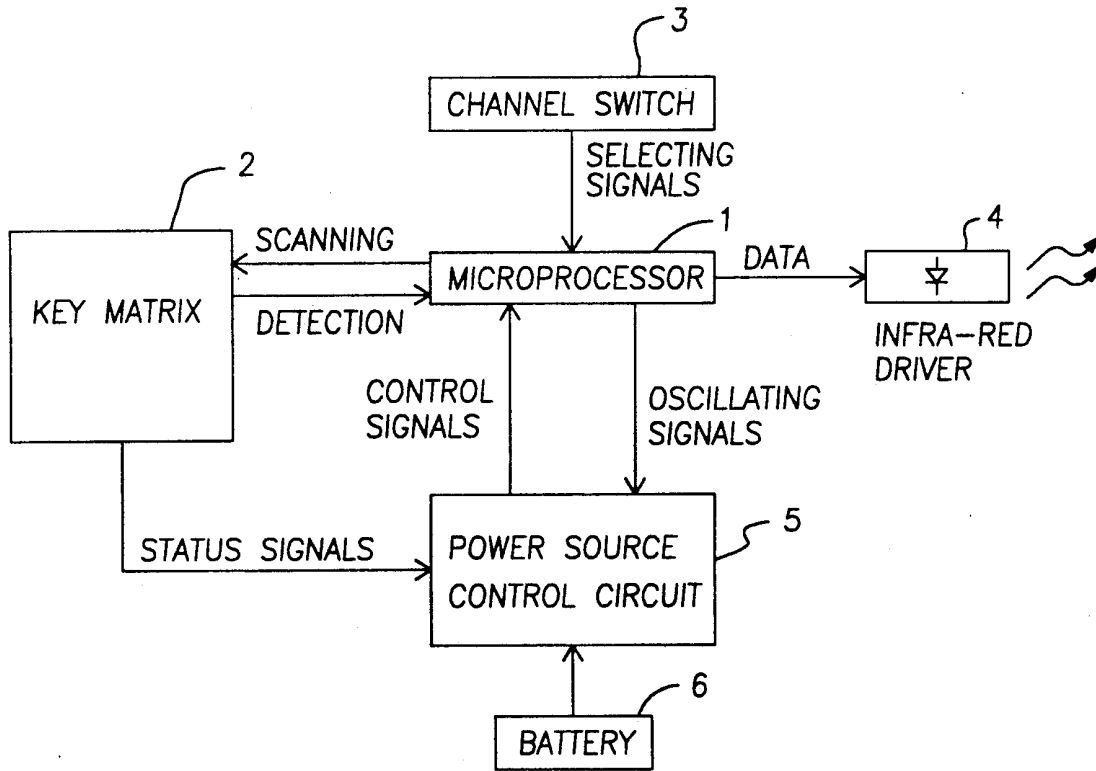 3
CHANNEL SWITCH
SELECTING
SIGNALS
2
KEY MATRIX
SCANNING
DETECTION
1
MICROPROCESSOR
DATA
4
INFRA-RED
DRIVER
CONTROL
SIGNALS
OSCILLATING
SIGNALS
STATUS SIGNALS
5
POWER SOURCE
CONTROL CIRCUIT
6
BATTERY